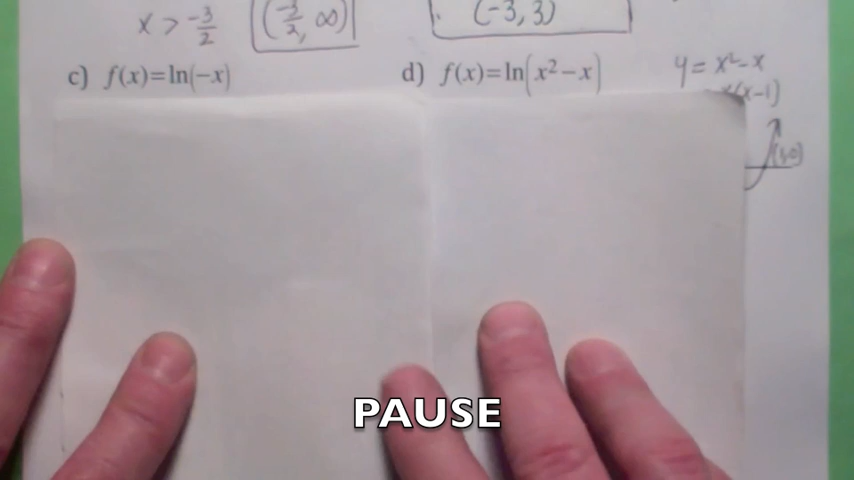 x > -3/2 (-3/2, ∞) (-3, 3)
c) f(x)=ln(-x) d) f(x)=ln(x²-x) y = x²-x
x(x-1)
(1,0)
PAUSE